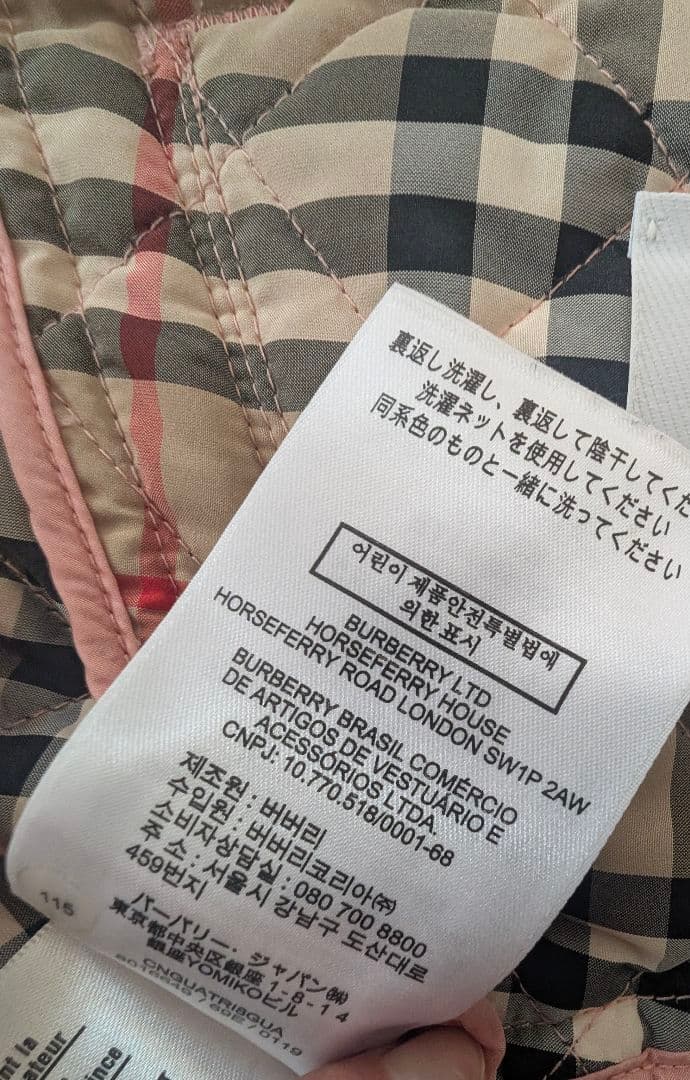 裏返し洗濯し、裏返して陰干してくだ
洗濯ネットを使用してください
同系色のものと一緒に洗ってください
어린이제품안전특별법에
의한 표시
BURBERRY LTD
HORSEFERRY HOUSE
HORSEFERRY ROAD LONDON SW1P 2AW
BURBERRY BRASIL COMÉRCIO
DE ARTIGOS DE VESTUÁRIO E
ACESSÓRIOS LTDA.
CNPJ: 10.770.518/0001-68
제조원 : 버버리
수입원 : 버버리코리아㈜
소비자상담실 : 080 700 8800
주 소 : 서울시 강남구 도산대로
459번지
バーバリー・ジャパン㈱
東京都中央区銀座1-8-14
銀座YOMIKOビル
CNQUATRI8GUA
115